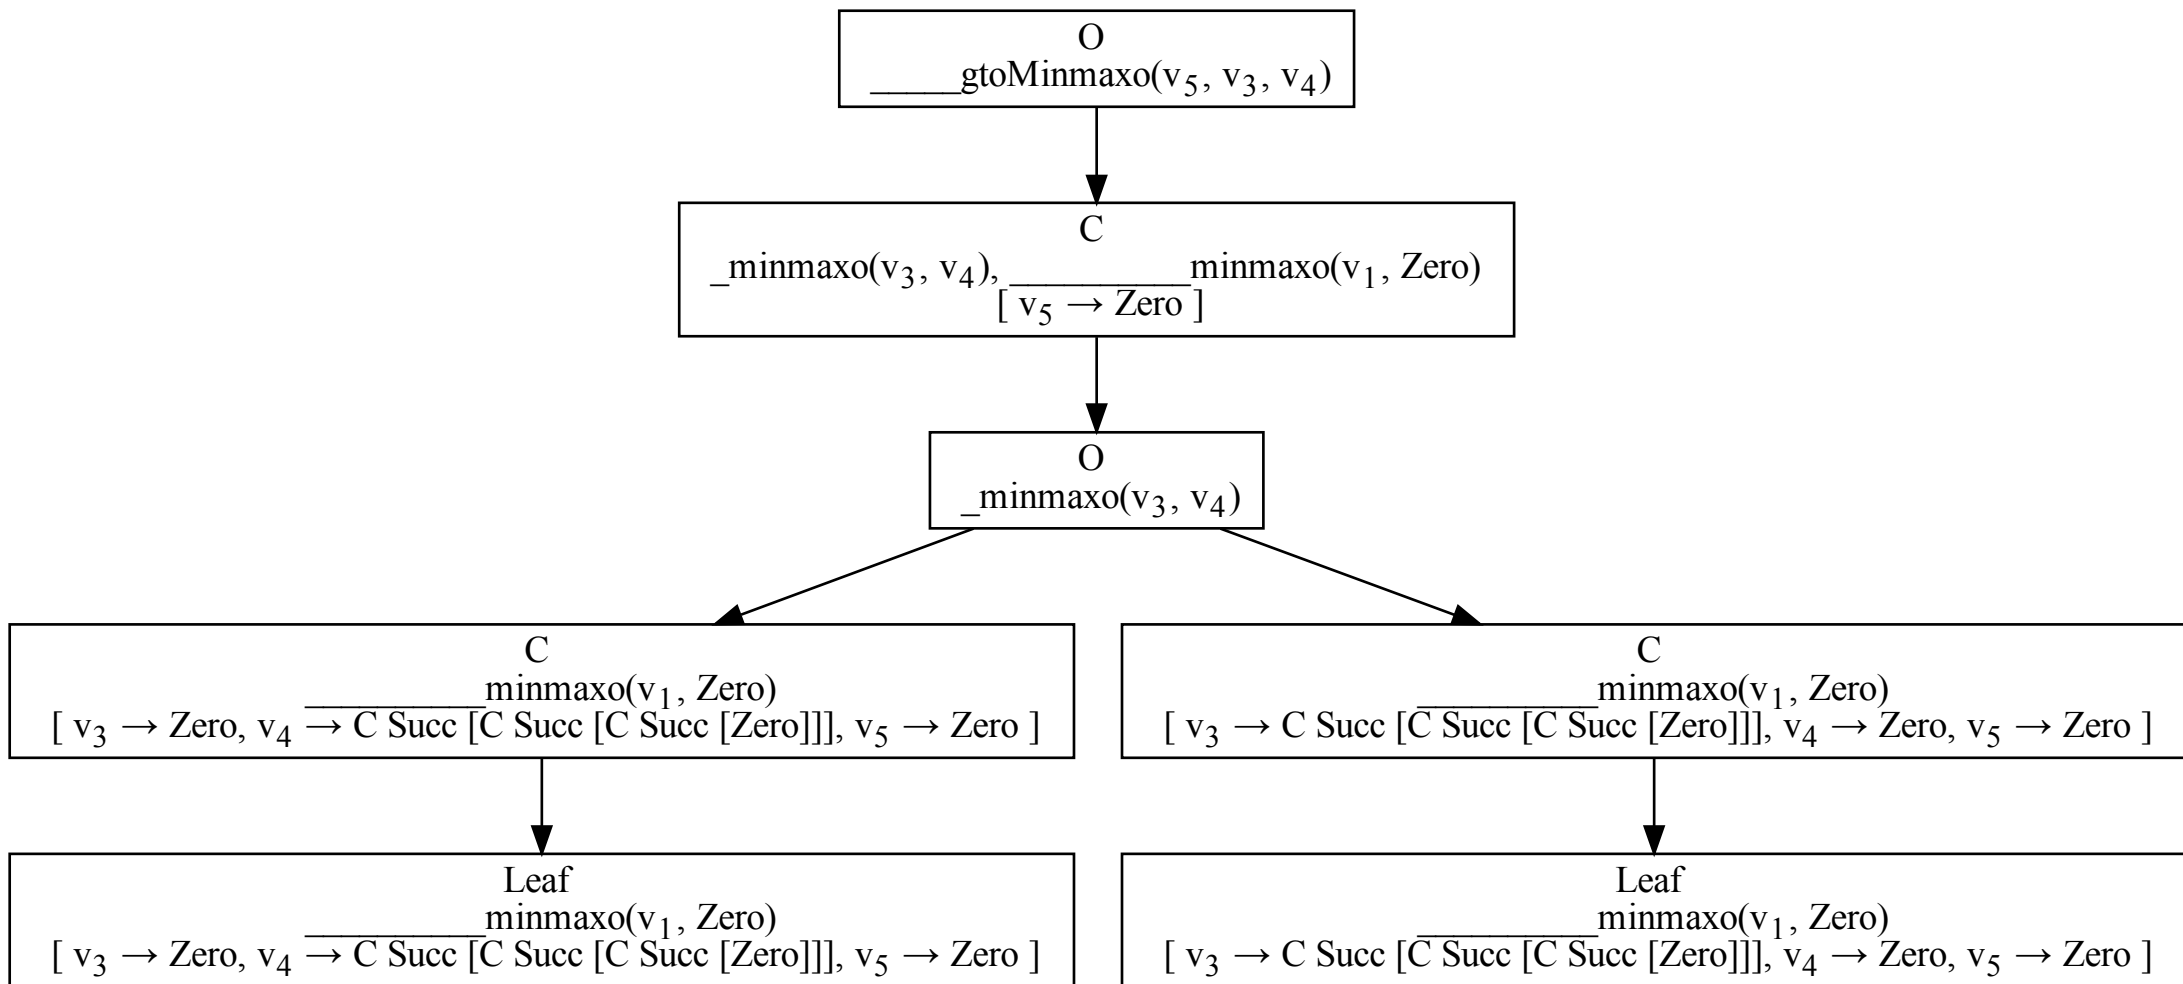 O
_____gtoMinmaxo(v₅, v₃, v₄)
C
_minmaxo(v₃, v₄), __________minmaxo(v₁, Zero)
[ v₅ → Zero ]
O
_minmaxo(v₃, v₄)
C
__________minmaxo(v₁, Zero)
[ v₃ → Zero, v₄ → C Succ [C Succ [C Succ [Zero]]], v₅ → Zero ]
C
__________minmaxo(v₁, Zero)
[ v₃ → C Succ [C Succ [C Succ [Zero]]], v₄ → Zero, v₅ → Zero ]
Leaf
__________minmaxo(v₁, Zero)
[ v₃ → Zero, v₄ → C Succ [C Succ [C Succ [Zero]]], v₅ → Zero ]
Leaf
__________minmaxo(v₁, Zero)
[ v₃ → C Succ [C Succ [C Succ [Zero]]], v₄ → Zero, v₅ → Zero ]